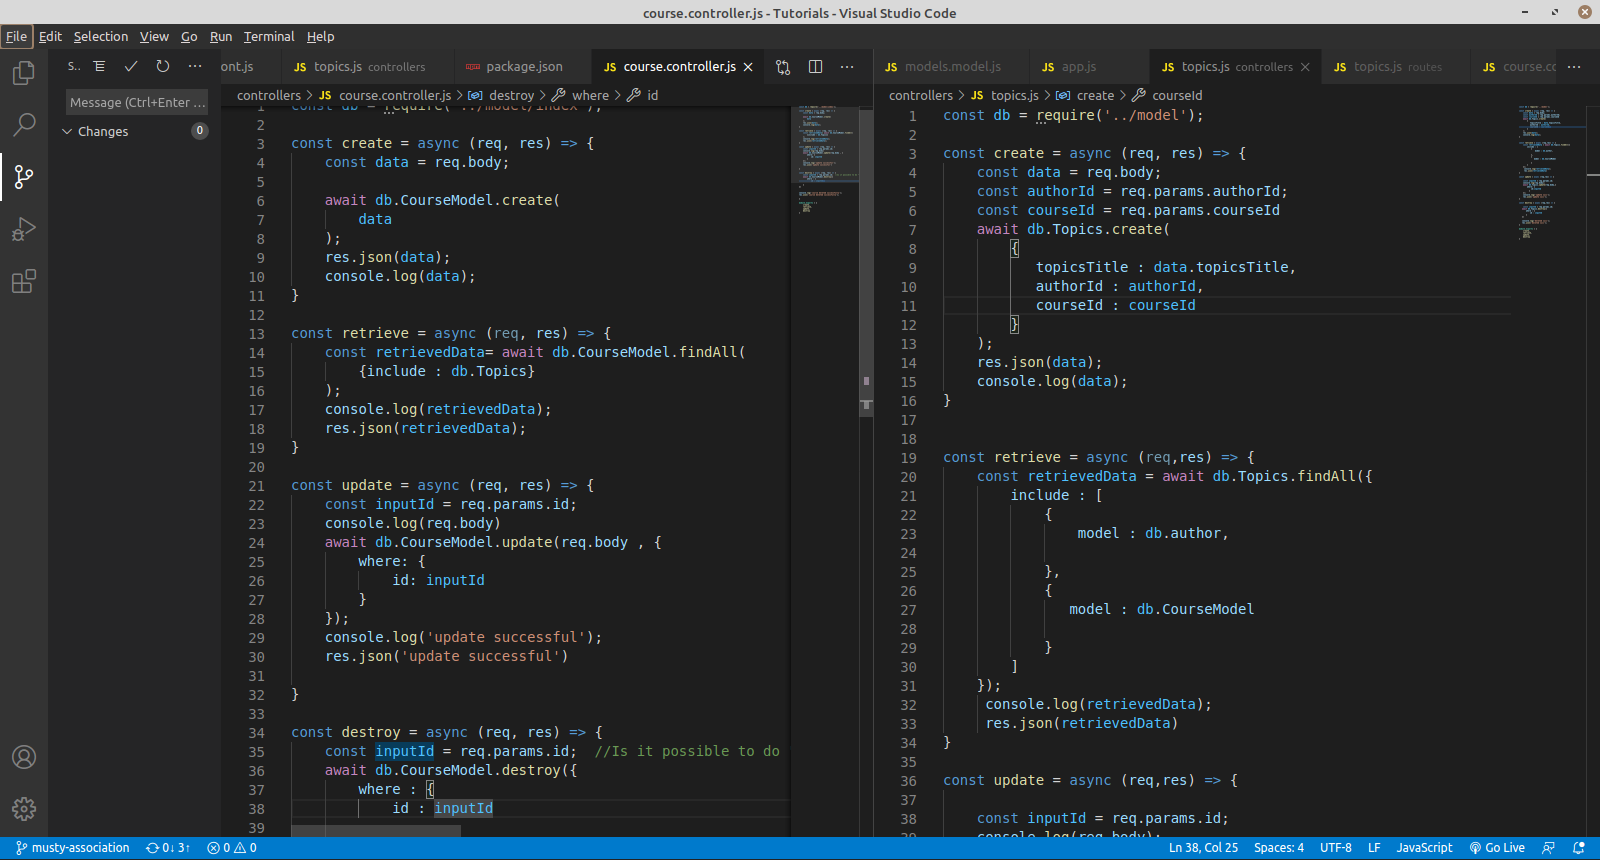 course.controller.js - Tutorials - Visual Studio Code
File Edit Selection View Go Run Terminal Help
S..
Message (Ctrl+Enter ...
Changes 0
ont.js JS topics.js controllers package.json JS course.controller.js
controllers > JS course.controller.js > destroy > where > id
1 const db = require('../model/index');
2
3 const create = async (req, res) => {
4 const data = req.body;
5
6 await db.CourseModel.create(
7 data
8 );
9 res.json(data);
10 console.log(data);
11 }
12
13 const retrieve = async (req, res) => {
14 const retrievedData= await db.CourseModel.findAll(
15 {include : db.Topics}
16 );
17 console.log(retrievedData);
18 res.json(retrievedData);
19 }
20
21 const update = async (req, res) => {
22 const inputId = req.params.id;
23 console.log(req.body)
24 await db.CourseModel.update(req.body , {
25 where: {
26 id: inputId
27 }
28 });
29 console.log('update successful');
30 res.json('update successful')
31
32 }
33
34 const destroy = async (req, res) => {
35 const inputId = req.params.id; //Is it possible to do
36 await db.CourseModel.destroy({
37 where : {
38 id : inputId
39
JS models.model.js JS app.js JS topics.js controllers JS topics.js routes JS course.co
controllers > JS topics.js > create > courseId
1 const db = require('../model');
2
3 const create = async (req, res) => {
4 const data = req.body;
5 const authorId = req.params.authorId;
6 const courseId = req.params.courseId
7 await db.Topics.create(
8 {
9 topicsTitle : data.topicsTitle,
10 authorId : authorId,
11 courseId : courseId
12 }
13 );
14 res.json(data);
15 console.log(data);
16 }
17
18
19 const retrieve = async (req,res) => {
20 const retrievedData = await db.Topics.findAll({
21 include : [
22 {
23 model : db.author,
24
25 },
26 {
27 model : db.CourseModel
28
29 }
30 ]
31 });
32 console.log(retrievedData);
33 res.json(retrievedData)
34 }
35
36 const update = async (req,res) => {
37
38 const inputId = req.params.id;
39 console.log(req.body);
musty-association 0↓ 3↑ 0 0 Ln 38, Col 25 Spaces: 4 UTF-8 LF JavaScript Go Live